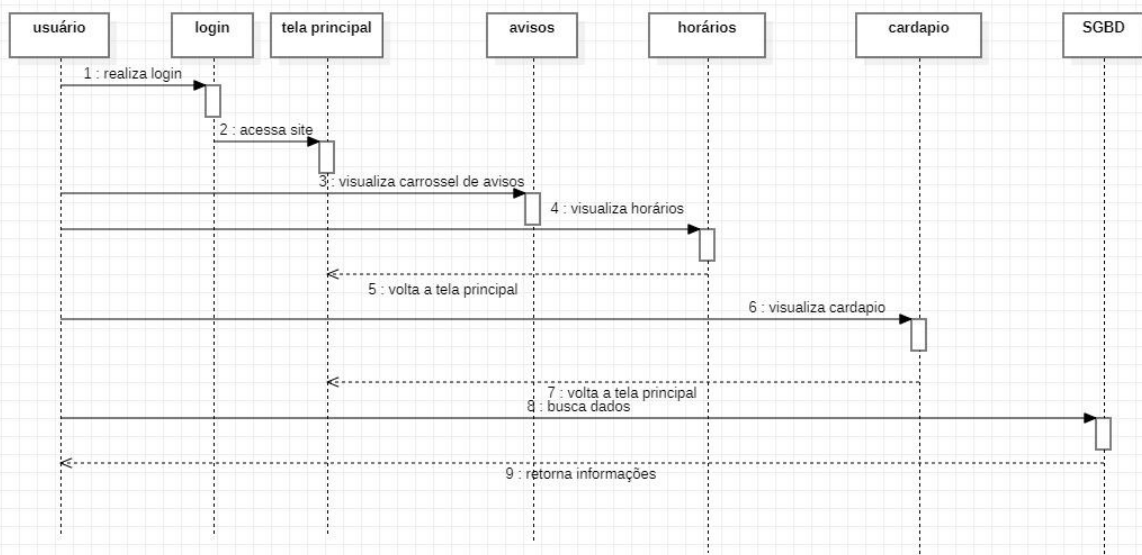 usuário
login
tela principal
avisos
horários
cardapio
SGBD
1 : realiza login
2 : acessa site
3 : visualiza carrossel de avisos
4 : visualiza horários
5 : volta a tela principal
6 : visualiza cardapio
7 : volta a tela principal
8 : busca dados
9 : retorna informações